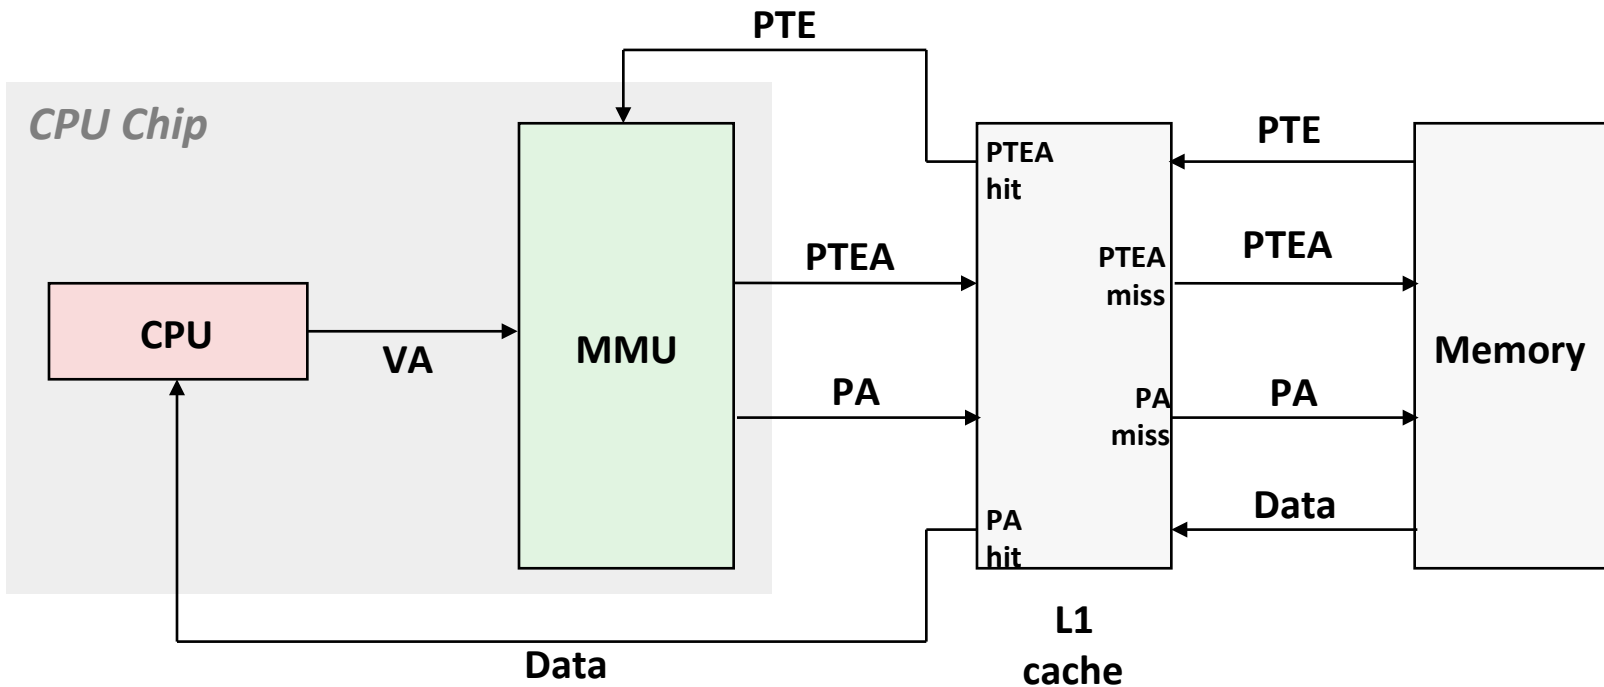 PTE
CPU Chip
PTEA
hit
PTE
PTEA
PTEA
miss
PTEA
CPU
VA
MMU
Memory
PA
PA
miss
PA
PA
hit
Data
L1
cache
Data